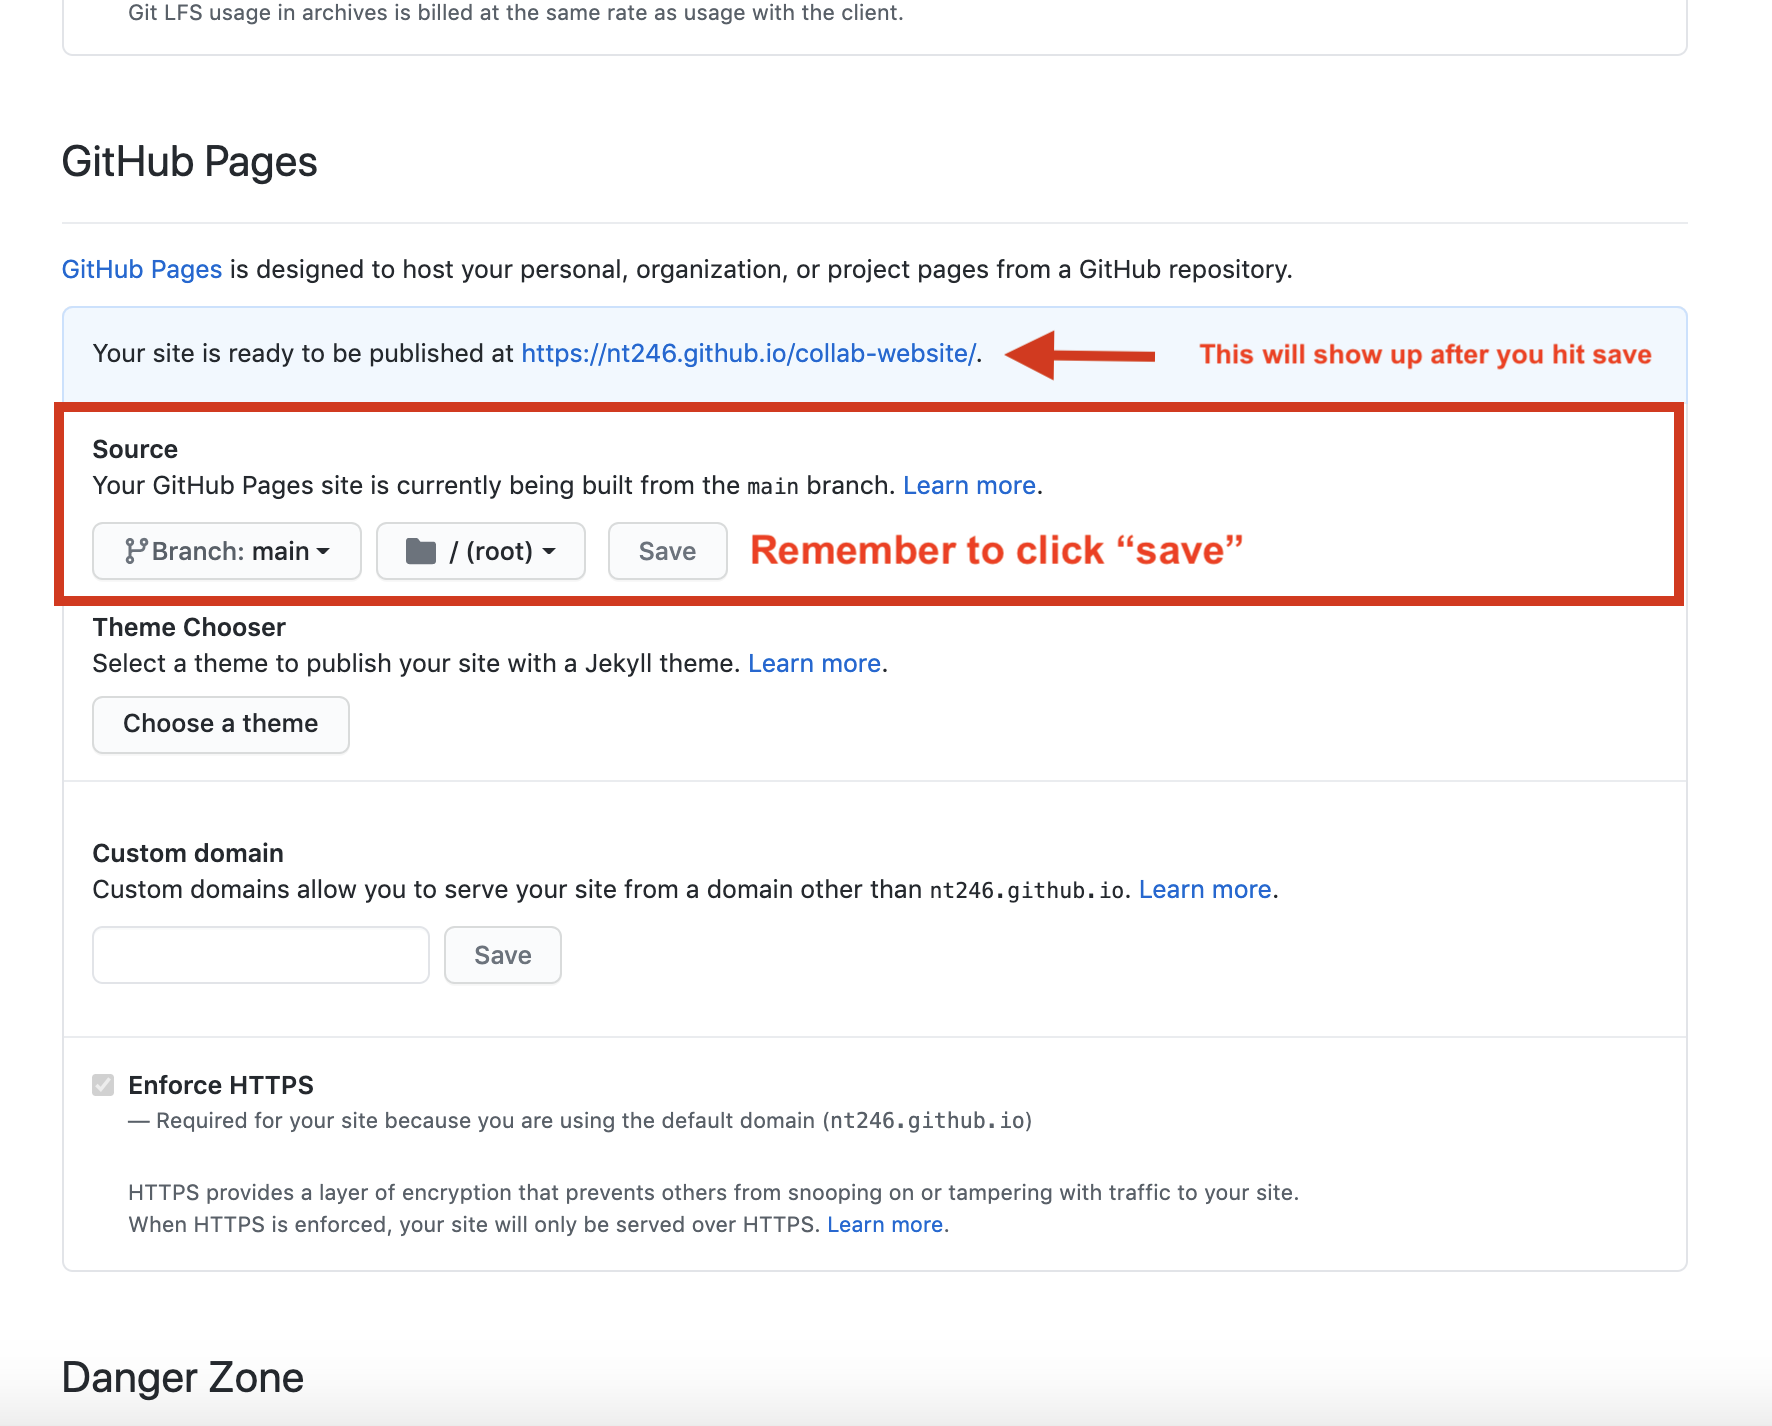 Git LFS usage in archives is billed at the same rate as usage with the client.
GitHub Pages
GitHub Pages is designed to host your personal, organization, or project pages from a GitHub repository.
Your site is ready to be published at https://nt246.github.io/collab-website/. This will show up after you hit save
Source
Your GitHub Pages site is currently being built from the main branch. Learn more.
Branch: main / (root) Save Remember to click “save”
Theme Chooser
Select a theme to publish your site with a Jekyll theme. Learn more.
Choose a theme
Custom domain
Custom domains allow you to serve your site from a domain other than nt246.github.io. Learn more.
Save
Enforce HTTPS
— Required for your site because you are using the default domain (nt246.github.io)
HTTPS provides a layer of encryption that prevents others from snooping on or tampering with traffic to your site.
When HTTPS is enforced, your site will only be served over HTTPS. Learn more.
Danger Zone